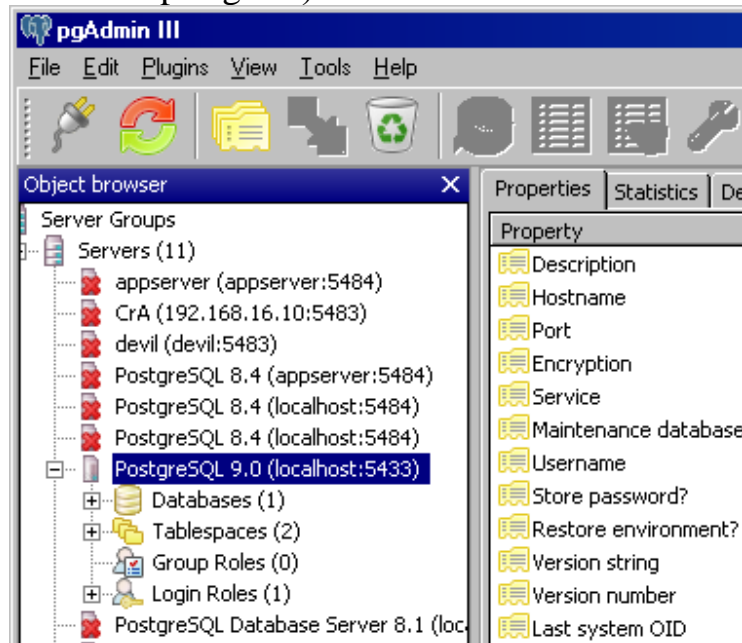 pgAdmin III
File Edit Plugins View Tools Help
Object browser
Server Groups
Servers (11)
appserver (appserver:5484)
CrA (192.168.16.10:5483)
devil (devil:5483)
PostgreSQL 8.4 (appserver:5484)
PostgreSQL 8.4 (localhost:5484)
PostgreSQL 8.4 (localhost:5484)
PostgreSQL 9.0 (localhost:5433)
Databases (1)
Tablespaces (2)
Group Roles (0)
Login Roles (1)
PostgreSQL Database Server 8.1 (loc
Properties Statistics De
Property
Description
Hostname
Port
Encryption
Service
Maintenance database
Username
Store password?
Restore environment?
Version string
Version number
Last system OID